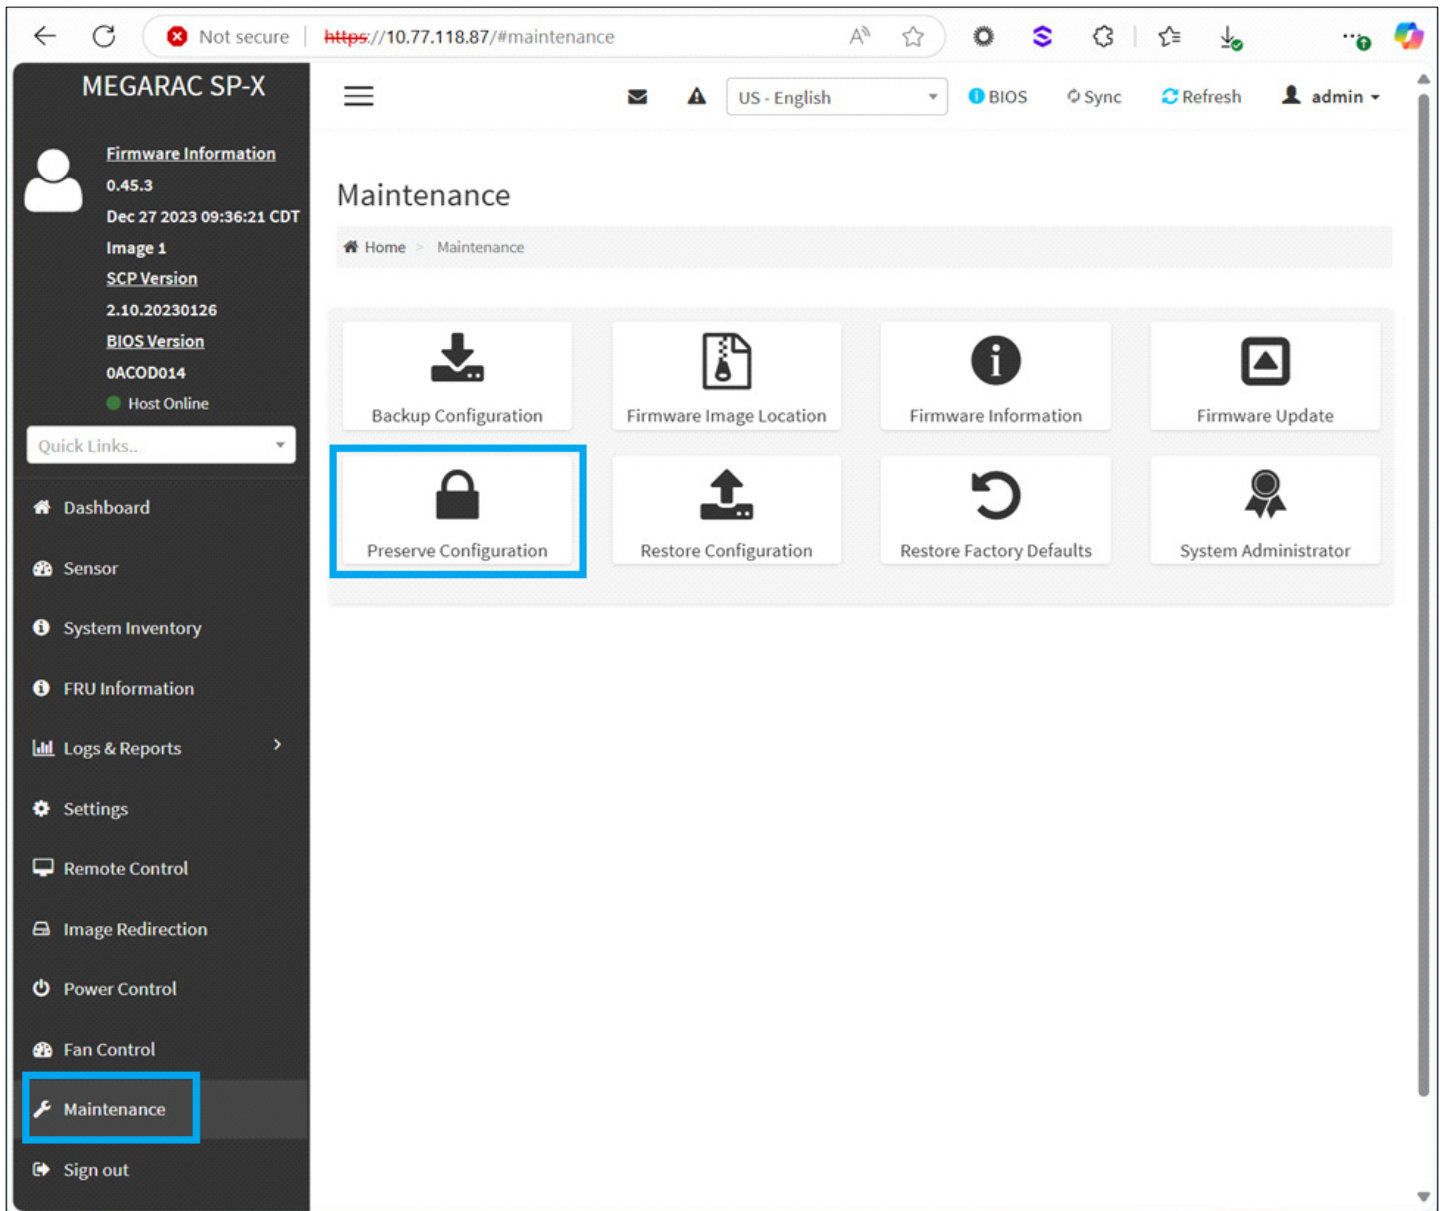 Not secure https://10.77.118.87/#maintenance
MEGARAC SP-X
US - English BIOS Sync Refresh admin
Firmware Information
0.45.3
Dec 27 2023 09:36:21 CDT
Image 1
SCP Version
2.10.20230126
BIOS Version
0ACOD014
Host Online
Quick Links..
Dashboard
Sensor
System Inventory
FRU Information
Logs & Reports
Settings
Remote Control
Image Redirection
Power Control
Fan Control
Maintenance
Sign out
Maintenance
Home > Maintenance
Backup Configuration
Firmware Image Location
Firmware Information
Firmware Update
Preserve Configuration
Restore Configuration
Restore Factory Defaults
System Administrator